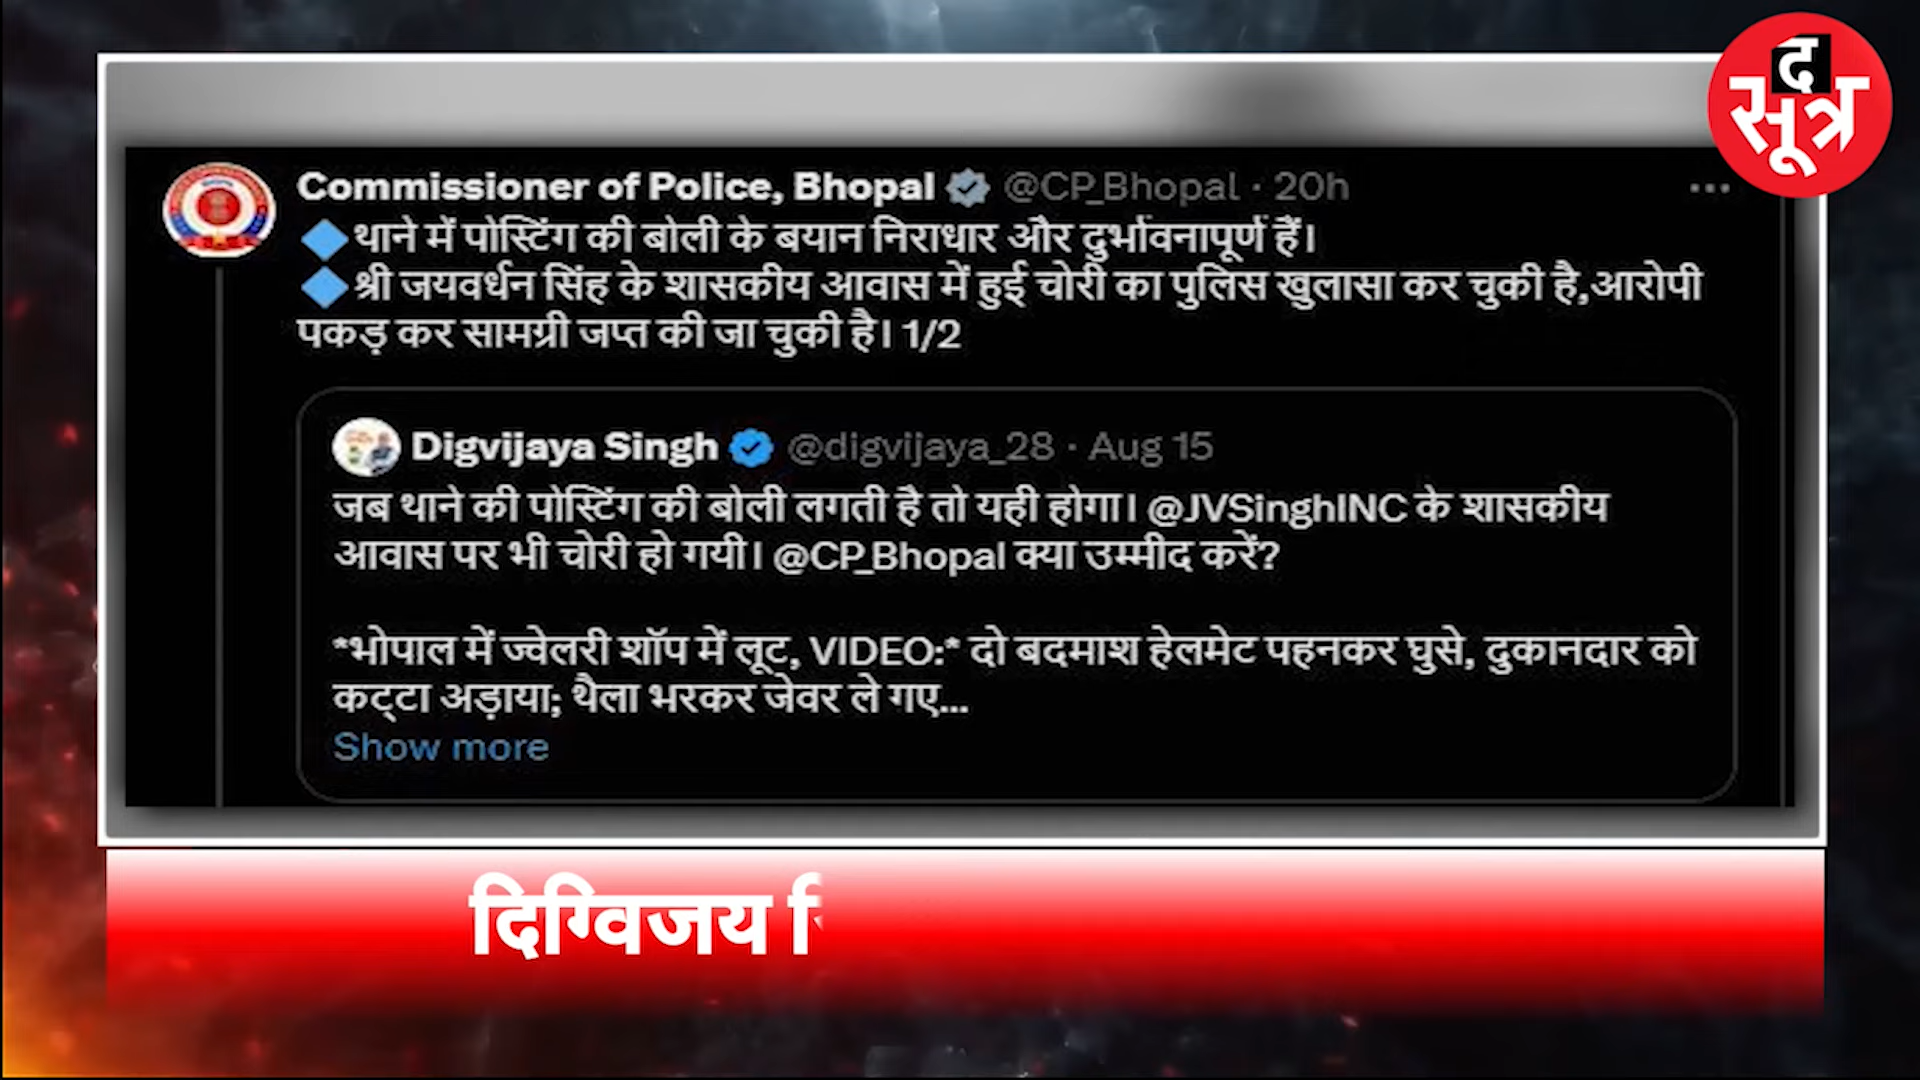 द
सूत्र
Commissioner of Police, Bhopal @CP_Bhopal · 20h
🔷थाने में पोस्टिंग की बोली के बयान निराधार और दुर्भावनापूर्ण हैं।
🔷श्री जयवर्धन सिंह के शासकीय आवास में हुई चोरी का पुलिस खुलासा कर चुकी है,आरोपी
पकड़ कर सामग्री जप्त की जा चुकी है। 1/2
Digvijaya Singh @digvijaya_28 · Aug 15
जब थाने की पोस्टिंग की बोली लगती है तो यही होगा। @JVSinghINC के शासकीय
आवास पर भी चोरी हो गयी। @CP_Bhopal क्या उम्मीद करें?
*भोपाल में ज्वेलरी शॉप में लूट, VIDEO:* दो बदमाश हेलमेट पहनकर घुसे, दुकानदार को
कट्टा अड़ाया; थैला भरकर जेवर ले गए...
Show more
दिग्विजय